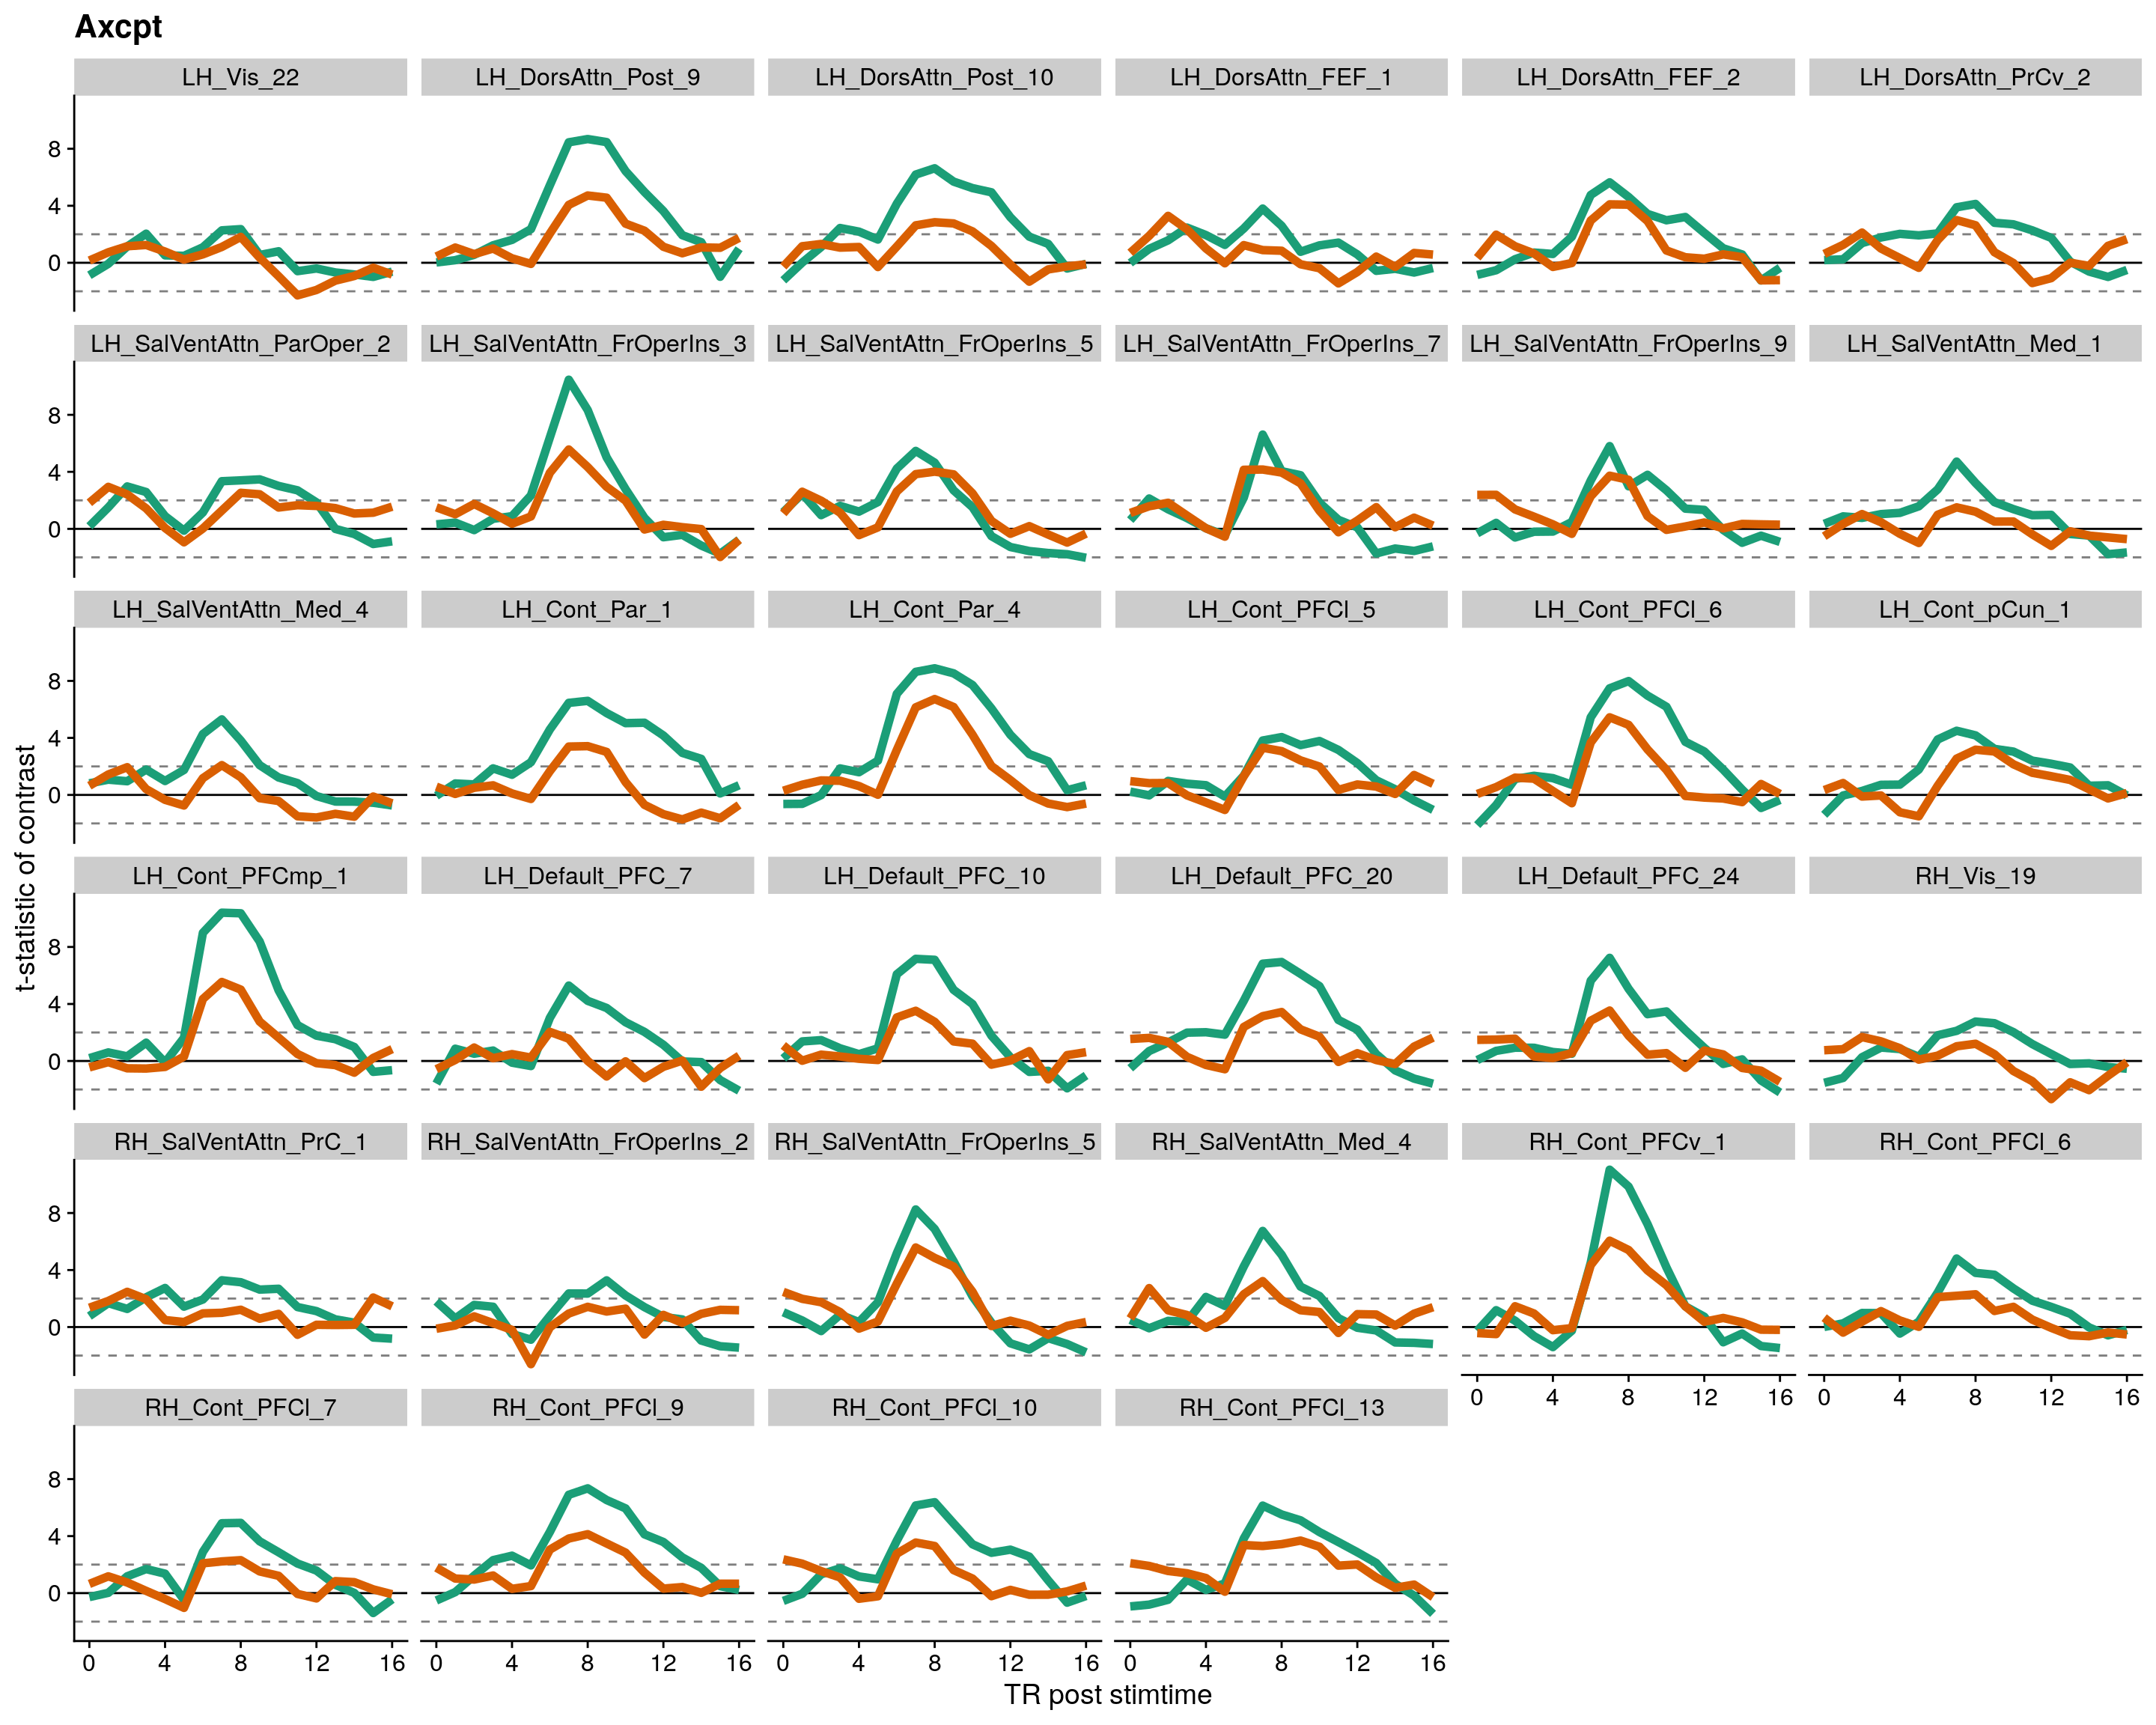 Axcpt
LH_Vis_22 LH_DorsAttn_Post_9 LH_DorsAttn_Post_10 LH_DorsAttn_FEF_1 LH_DorsAttn_FEF_2 LH_DorsAttn_PrCv_2
8
4
0
LH_SalVentAttn_ParOper_2 LH_SalVentAttn_FrOperIns_3 LH_SalVentAttn_FrOperIns_5 LH_SalVentAttn_FrOperIns_7 LH_SalVentAttn_FrOperIns_9 LH_SalVentAttn_Med_1
8
4
0
LH_SalVentAttn_Med_4 LH_Cont_Par_1 LH_Cont_Par_4 LH_Cont_PFCl_5 LH_Cont_PFCl_6 LH_Cont_pCun_1
8
4
0
t-statistic of contrast
LH_Cont_PFCmp_1 LH_Default_PFC_7 LH_Default_PFC_10 LH_Default_PFC_20 LH_Default_PFC_24 RH_Vis_19
8
4
0
RH_SalVentAttn_PrC_1 RH_SalVentAttn_FrOperIns_2 RH_SalVentAttn_FrOperIns_5 RH_SalVentAttn_Med_4 RH_Cont_PFCv_1 RH_Cont_PFCl_6
8
4
0
0 4 8 12 16 0 4 8 12 16
RH_Cont_PFCl_7 RH_Cont_PFCl_9 RH_Cont_PFCl_10 RH_Cont_PFCl_13
8
4
0
0 4 8 12 16 0 4 8 12 16 0 4 8 12 16 0 4 8 12 16
TR post stimtime